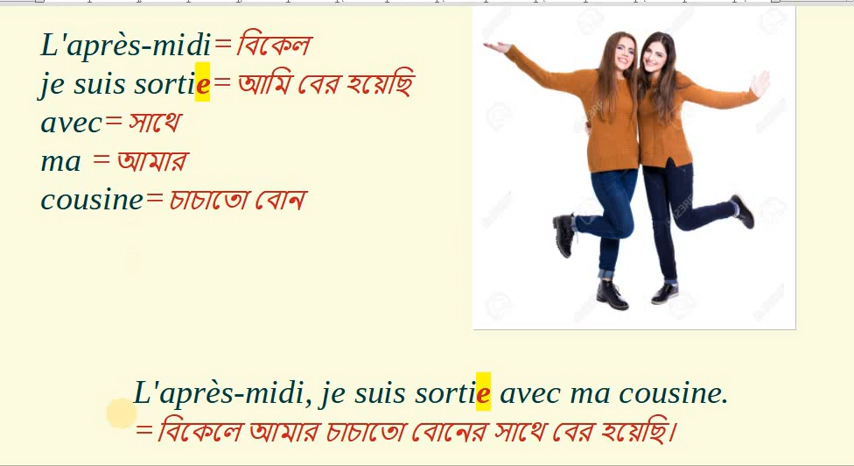 L'après-midi= বিকেল
je suis sortie= আমি বের হয়েছি
avec= সাথে
ma = আমার
cousine= চাচাতো বোন
L'après-midi, je suis sortie avec ma cousine.
= বিকেলে আমার চাচাতো বোনের সাথে বের হয়েছি।